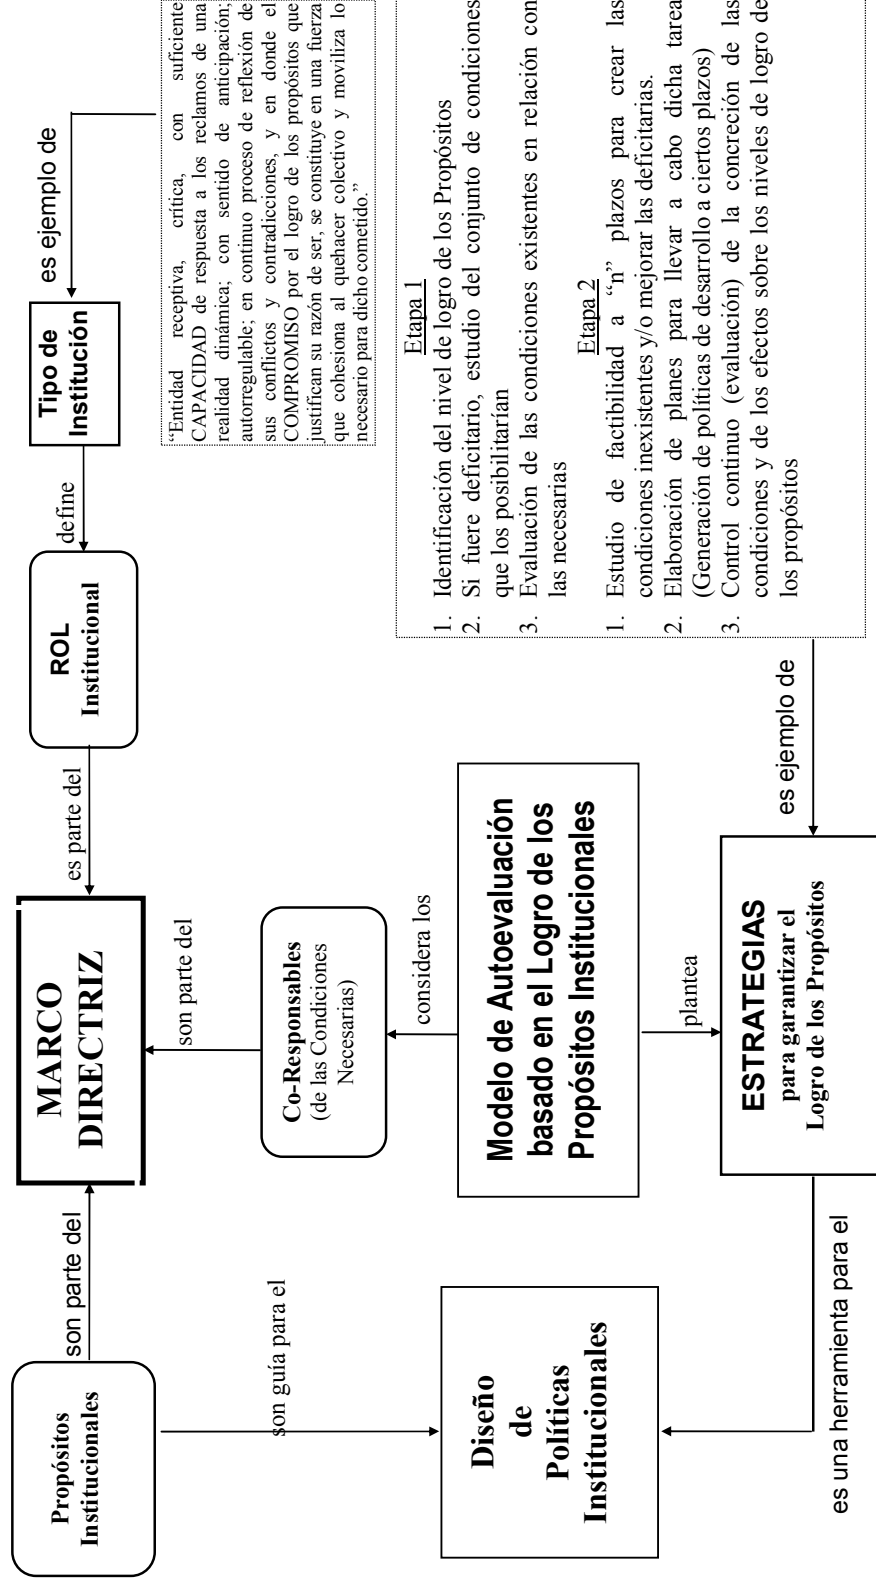 Propósitos
Institucionales
son parte del
MARCO
DIRECTRIZ
es parte del
ROL
Institucional
define
Tipo de
Institución
es ejemplo de
“Entidad receptiva, crítica, con suficiente
CAPACIDAD de respuesta a los reclamos de una
realidad dinámica; con sentido de anticipación;
autorregulable; en continuo proceso de reflexión de
sus conflictos y contradicciones, y en donde el
COMPROMISO por el logro de los propósitos que
justifican su razón de ser, se constituye en una fuerza
que cohesiona al quehacer colectivo y moviliza lo
necesario para dicho cometido.”
son guía para el
son parte del
Co-Responsables
(de las Condiciones
Necesarias)
considera los
Diseño
de
Políticas
Institucionales
Modelo de Autoevaluación
basado en el Logro de los
Propósitos Institucionales
plantea
Etapa 1
1. Identificación del nivel de logro de los Propósitos
2. Si fuere deficitario, estudio del conjunto de condiciones
que los posibilitarían
3. Evaluación de las condiciones existentes en relación con
las necesarias
Etapa 2
1. Estudio de factibilidad a “n” plazos para crear las
condiciones inexistentes y/o mejorar las deficitarias.
2. Elaboración de planes para llevar a cabo dicha tarea
(Generación de políticas de desarrollo a ciertos plazos)
3. Control continuo (evaluación) de la concreción de las
condiciones y de los efectos sobre los niveles de logro de
los propósitos
es ejemplo de
ESTRATEGIAS
para garantizar el
Logro de los Propósitos
es una herramienta para el